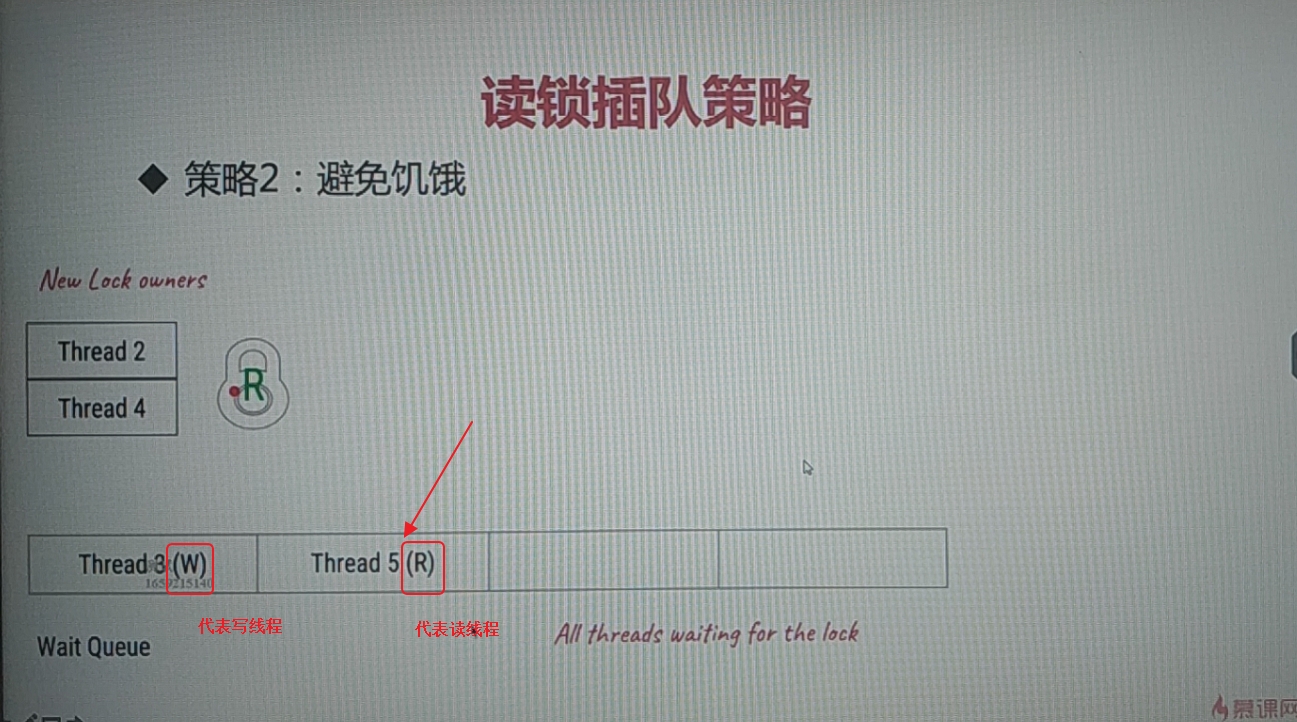 读锁插队策略
◆ 策略2：避免饥饿
New Lock owners
Thread 2
R
Thread 4
Thread 3 (W)
Thread 5 (R)
1659215140
代表写线程
代表读线程
Wait Queue
All threads waiting for the lock
慕课网